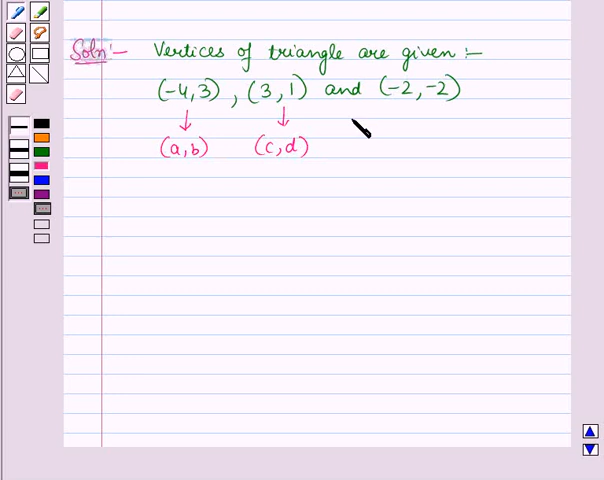 Soln :- Vertices of triangle are given :-
(-4,3) , (3,1) and (-2,-2)
(a,b) (c,d)